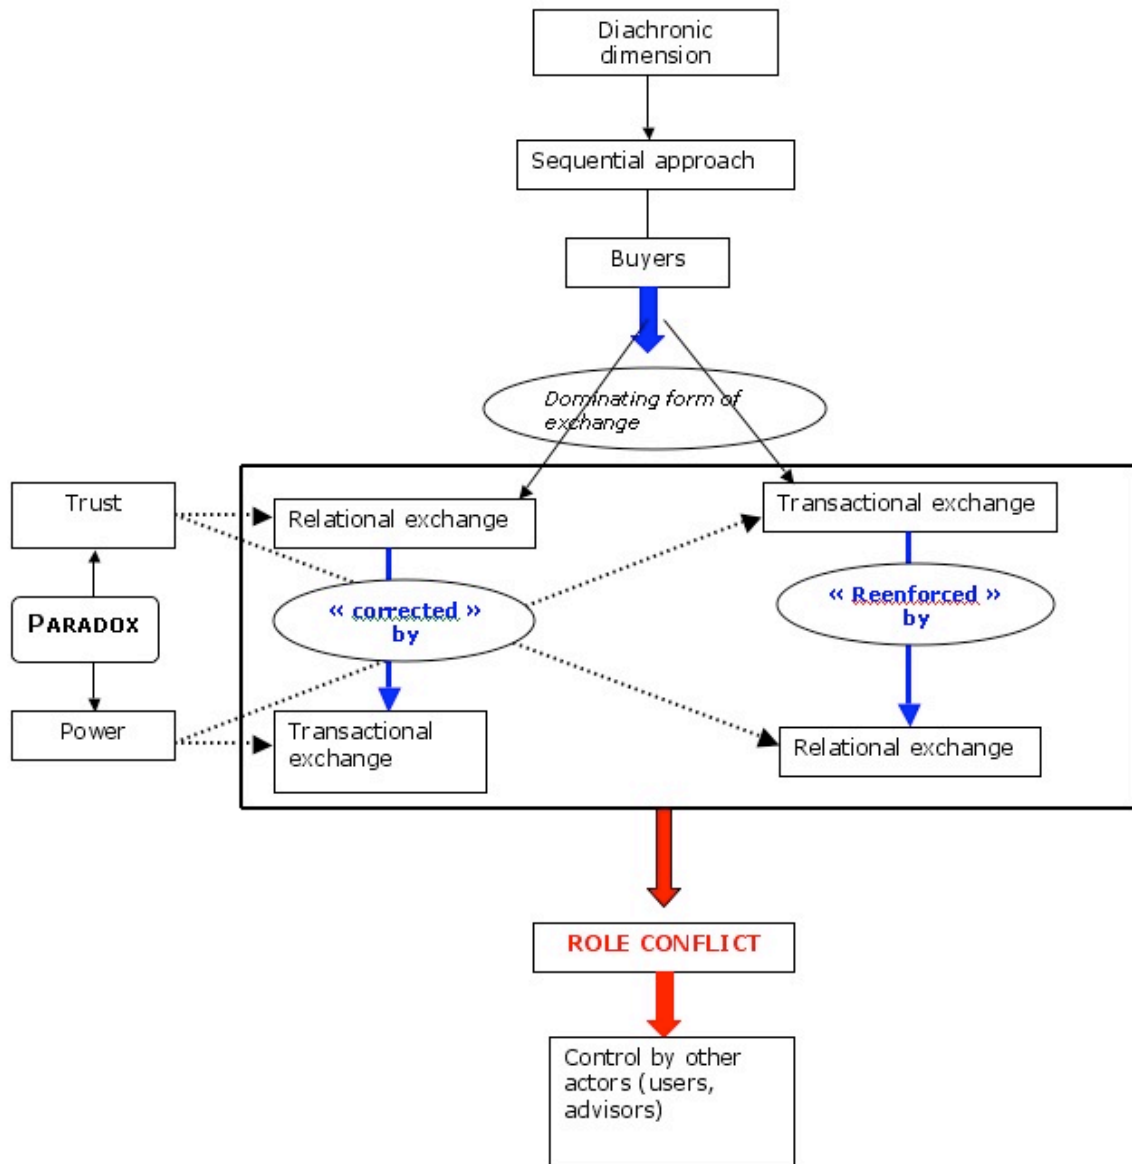 Diachronic
dimension
Sequential approach
Buyers
Dominating form of
exchange
Trust
Relational exchange
Transactional exchange
PARADOX
« corrected »
by
« Reenforced »
by
Power
Transactional
exchange
Relational exchange
ROLE CONFLICT
Control by other
actors (users,
advisors)